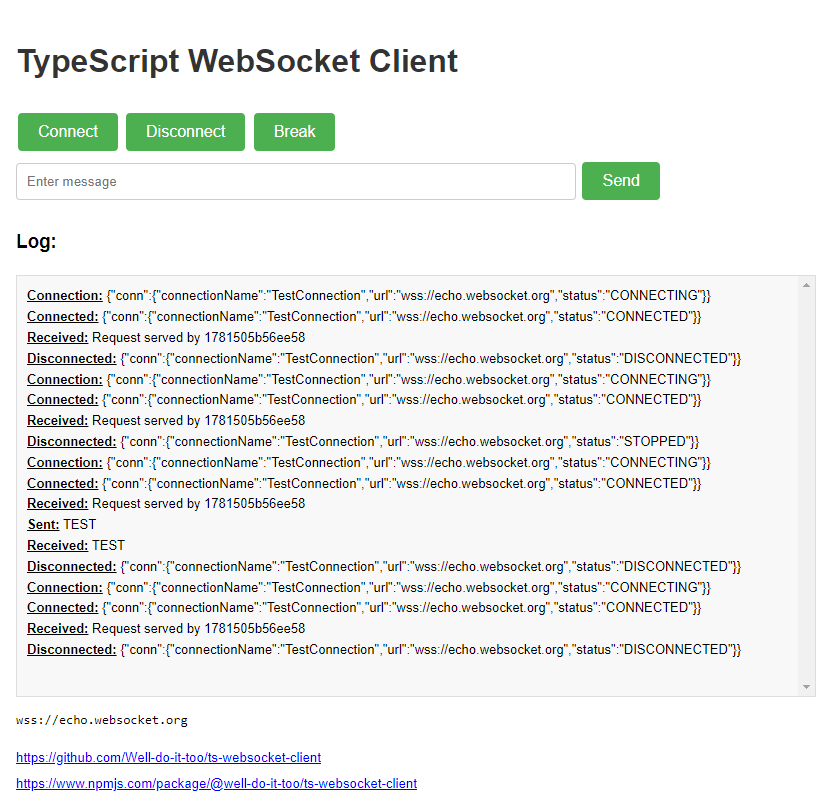 TypeScript WebSocket Client
Connect Disconnect Break
Enter message Send
Log:
Connection: {"conn":{"connectionName":"TestConnection","url":"wss://echo.websocket.org","status":"CONNECTING"}}
Connected: {"conn":{"connectionName":"TestConnection","url":"wss://echo.websocket.org","status":"CONNECTED"}}
Received: Request served by 1781505b56ee58
Disconnected: {"conn":{"connectionName":"TestConnection","url":"wss://echo.websocket.org","status":"DISCONNECTED"}}
Connection: {"conn":{"connectionName":"TestConnection","url":"wss://echo.websocket.org","status":"CONNECTING"}}
Connected: {"conn":{"connectionName":"TestConnection","url":"wss://echo.websocket.org","status":"CONNECTED"}}
Received: Request served by 1781505b56ee58
Disconnected: {"conn":{"connectionName":"TestConnection","url":"wss://echo.websocket.org","status":"STOPPED"}}
Connection: {"conn":{"connectionName":"TestConnection","url":"wss://echo.websocket.org","status":"CONNECTING"}}
Connected: {"conn":{"connectionName":"TestConnection","url":"wss://echo.websocket.org","status":"CONNECTED"}}
Received: Request served by 1781505b56ee58
Sent: TEST
Received: TEST
Disconnected: {"conn":{"connectionName":"TestConnection","url":"wss://echo.websocket.org","status":"DISCONNECTED"}}
Connection: {"conn":{"connectionName":"TestConnection","url":"wss://echo.websocket.org","status":"CONNECTING"}}
Connected: {"conn":{"connectionName":"TestConnection","url":"wss://echo.websocket.org","status":"CONNECTED"}}
Received: Request served by 1781505b56ee58
Disconnected: {"conn":{"connectionName":"TestConnection","url":"wss://echo.websocket.org","status":"DISCONNECTED"}}
wss://echo.websocket.org
https://github.com/Well-do-it-too/ts-websocket-client
https://www.npmjs.com/package/@well-do-it-too/ts-websocket-client